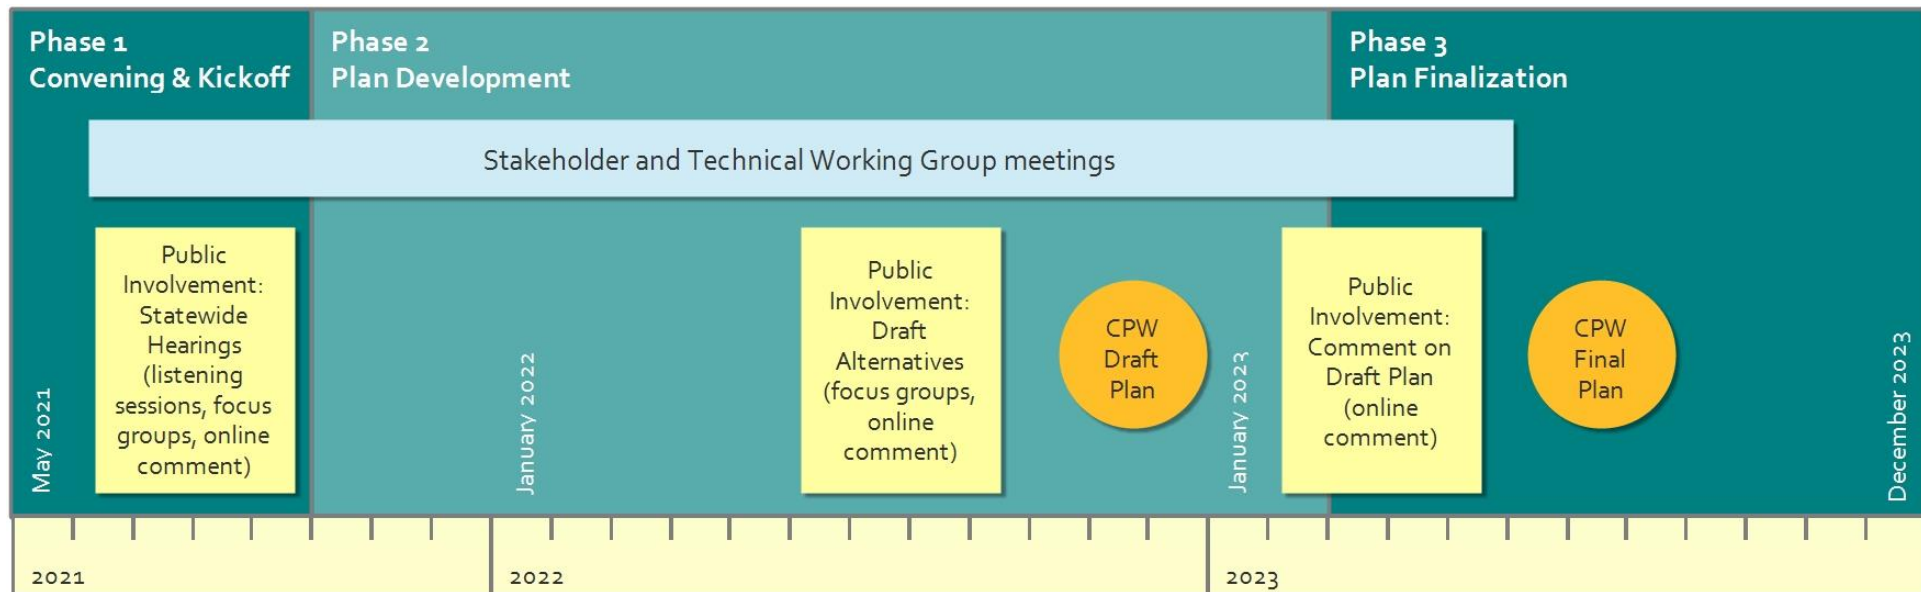 Phase 1
Convening & Kickoff
Phase 2
Plan Development
Phase 3
Plan Finalization
Stakeholder and Technical Working Group meetings
Public
Involvement:
Statewide
Hearings
(listening
sessions, focus
groups, online
comment)
Public
Involvement:
Draft
Alternatives
(focus groups,
online
comment)
CPW
Draft
Plan
Public
Involvement:
Comment on
Draft Plan
(online
comment)
CPW
Final
Plan
May 2021
January 2022
January 2023
December 2023
2021
2022
2023